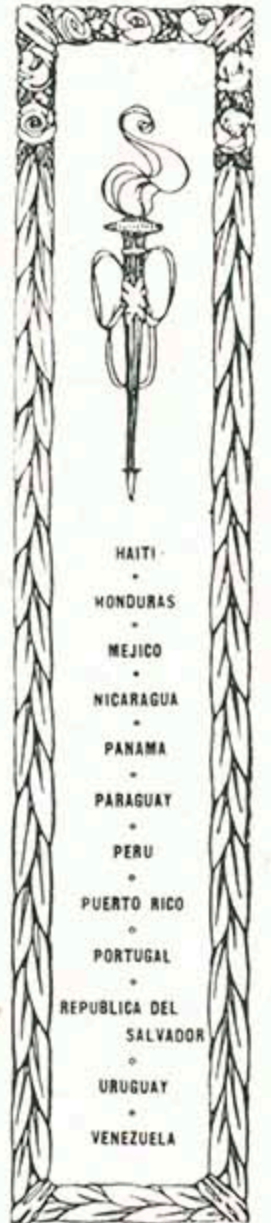 HAITI
HONDURAS
MEJICO
NICARAGUA
PANAMA
PARAGUAY
PERU
PUERTO RICO
PORTUGAL
REPUBLICA DEL
SALVADOR
URUGUAY
VENEZUELA